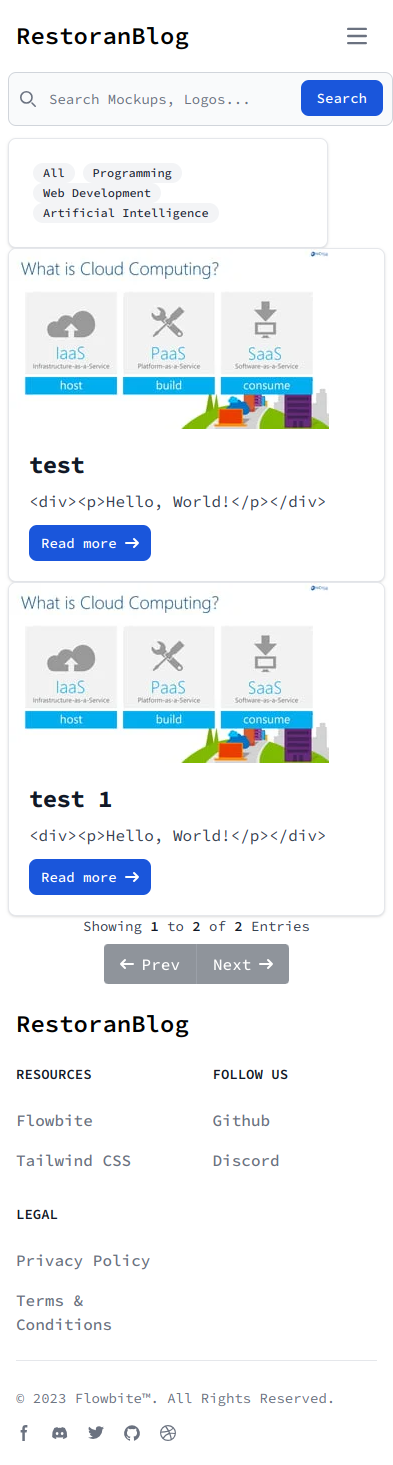 RestoranBlog
Search Mockups, Logos...
Search
All Programming
Web Development
Artificial Intelligence
What is Cloud Computing?
IaaS PaaS SaaS
Infrastructure-as-a-Service Platform-as-a-Service Software-as-a-Service
host build consume
test
<div><p>Hello, World!</p></div>
Read more
What is Cloud Computing?
IaaS PaaS SaaS
Infrastructure-as-a-Service Platform-as-a-Service Software-as-a-Service
host build consume
test 1
<div><p>Hello, World!</p></div>
Read more
Showing 1 to 2 of 2 Entries
Prev Next
RestoranBlog
RESOURCES FOLLOW US
Flowbite Github
Tailwind CSS Discord
LEGAL
Privacy Policy
Terms &
Conditions
© 2023 Flowbite™. All Rights Reserved.